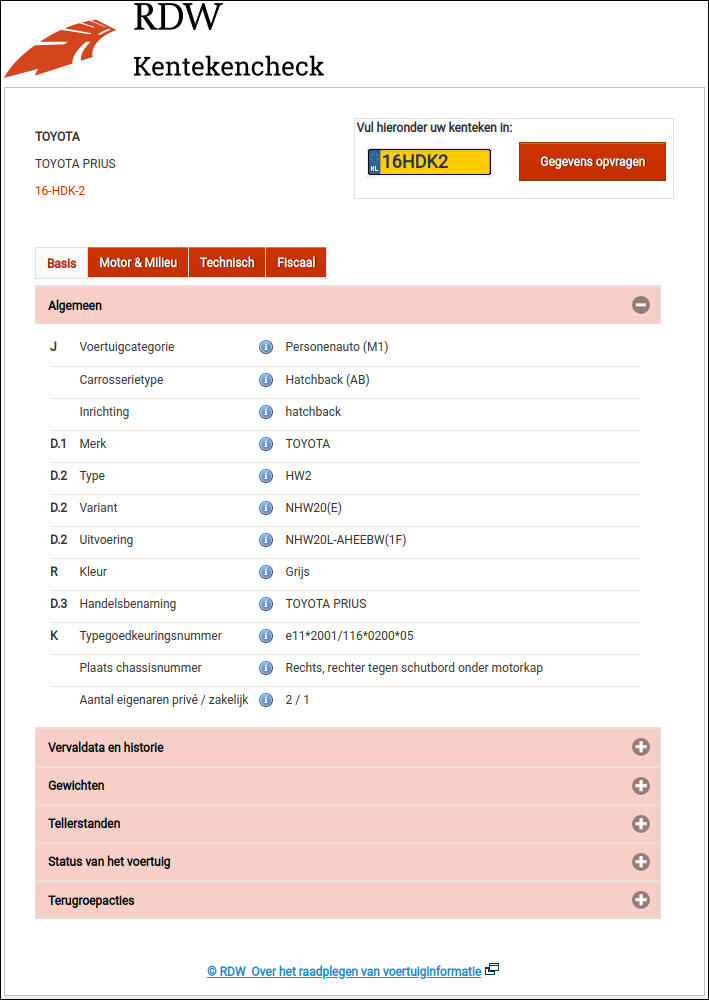 RDW
Kentekencheck
TOYOTA
TOYOTA PRIUS
16-HDK-2
Vul hieronder uw kenteken in:
NL 16HDK2 Gegevens opvragen
Basis Motor & Milieu Technisch Fiscaal
Algemeen
J Voertuigcategorie Personenauto (M1)
Carrosserietype Hatchback (AB)
Inrichting hatchback
D.1 Merk TOYOTA
D.2 Type HW2
D.2 Variant NHW20(E)
D.2 Uitvoering NHW20L-AHEEBW(1F)
R Kleur Grijs
D.3 Handelsbenaming TOYOTA PRIUS
K Typegoedkeuringsnummer e11*2001/116*0200*05
Plaats chassisnummer Rechts, rechter tegen schutbord onder motorkap
Aantal eigenaren privé / zakelijk 2 / 1
Vervaldata en historie
Gewichten
Tellerstanden
Status van het voertuig
Terugroepacties
© RDW Over het raadplegen van voertuiginformatie